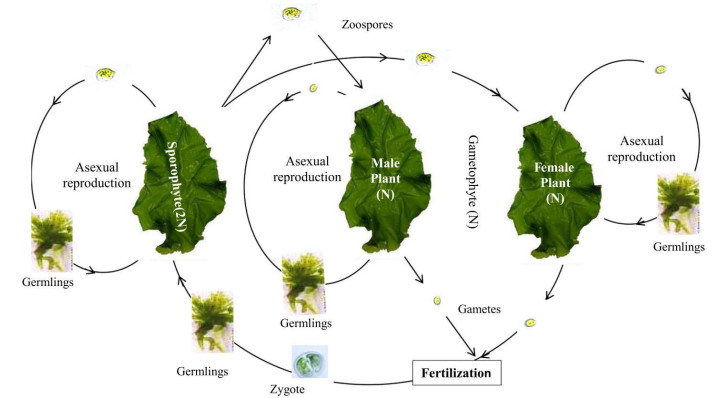 Zoospores
Asexual
reproduction
Sporophyte(2N)
Asexual
reproduction
Male
Plant
(N)
Gametophyte (N)
Female
Plant
(N)
Asexual
reproduction
Germlings
Germlings
Germlings
Germlings
Gametes
Fertilization
Zygote